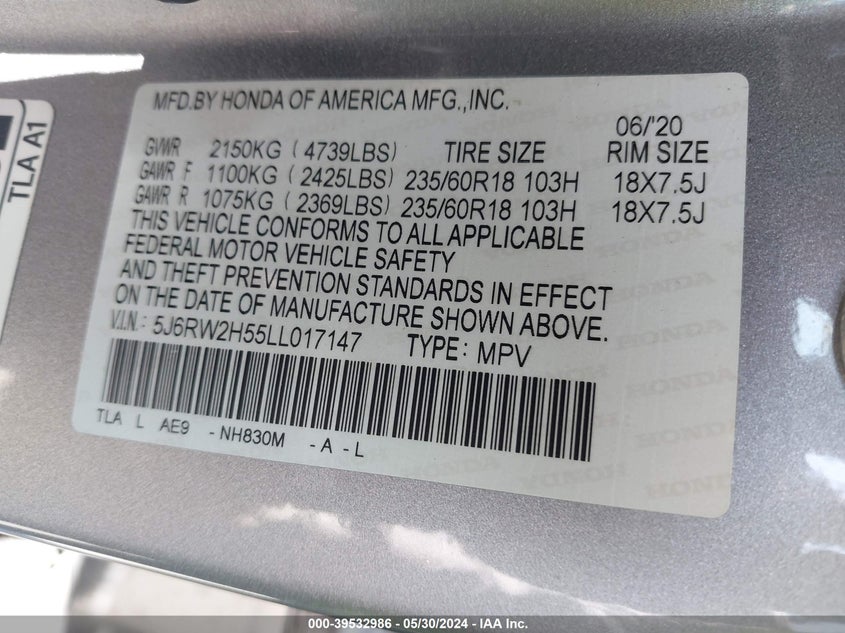 TLA A1
MFD.BY HONDA OF AMERICA MFG.,INC.
06/'20
GVWR 2150KG (4739LBS) TIRE SIZE RIM SIZE
GAWR F 1100KG (2425LBS) 235/60R18 103H 18X7.5J
GAWR R 1075KG (2369LBS) 235/60R18 103H 18X7.5J
THIS VEHICLE CONFORMS TO ALL APPLICABLE
FEDERAL MOTOR VEHICLE SAFETY
AND THEFT PREVENTION STANDARDS IN EFFECT
ON THE DATE OF MANUFACTURE SHOWN ABOVE.
V.I.N.: 5J6RW2H55LL017147 TYPE: MPV
TLA L AE9 -NH830M -A-L
HONDA
000-39532986 - 05/30/2024 - IAA Inc.